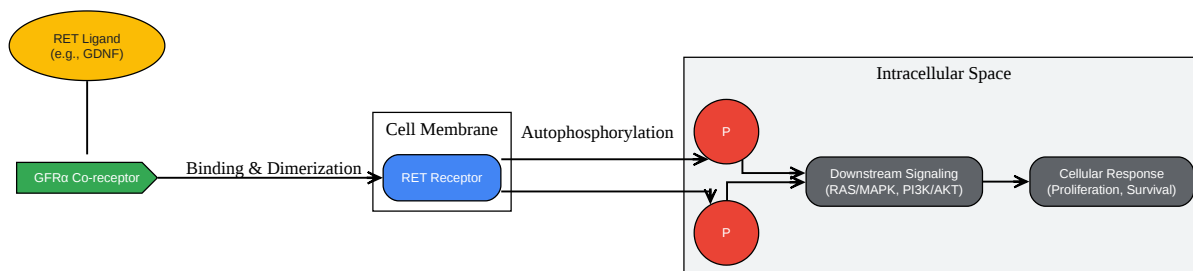 RET Ligand
(e.g., GDNF)
GFRα Co-receptor
Binding & Dimerization
Cell Membrane
RET Receptor
Autophosphorylation
Intracellular Space
P
P
Downstream Signaling
(RAS/MAPK, PI3K/AKT)
Cellular Response
(Proliferation, Survival)